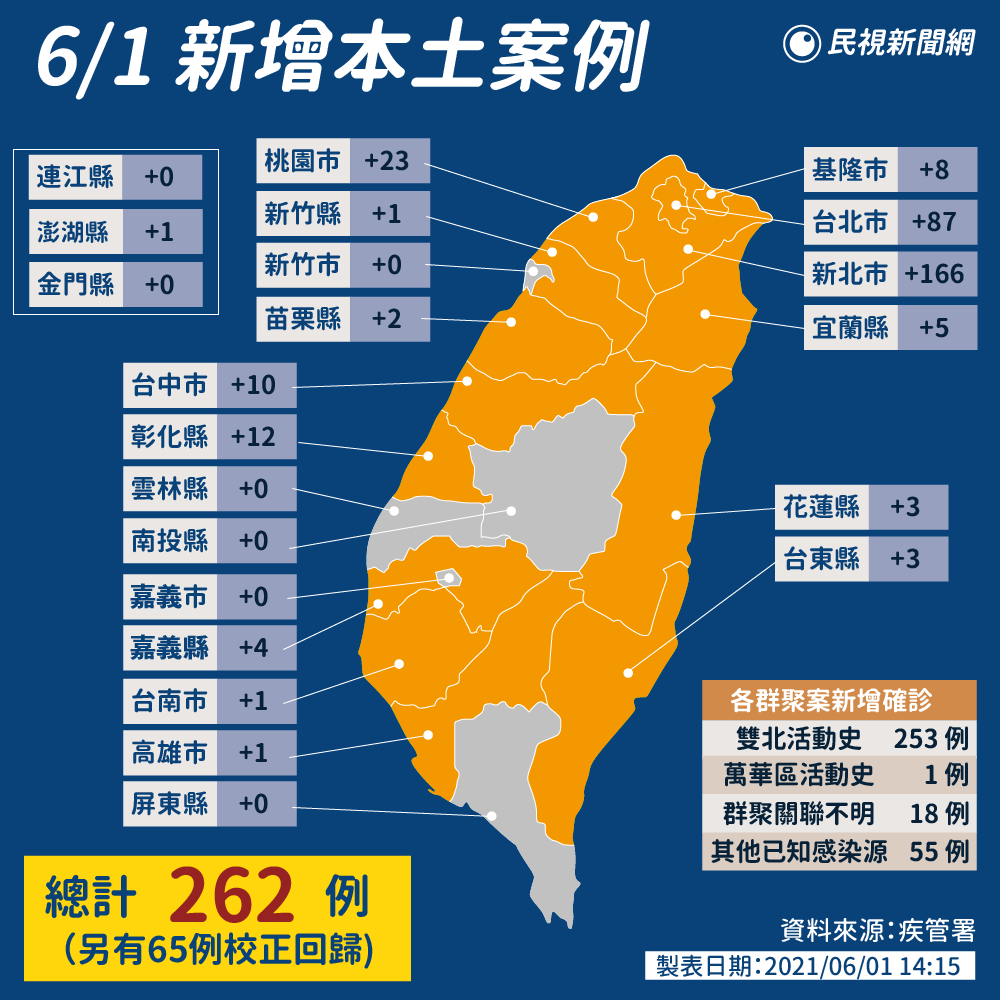 6/1 新增本土案例
民視新聞網
連江縣 +0
澎湖縣 +1
金門縣 +0
桃園市 +23
新竹縣 +1
新竹市 +0
苗栗縣 +2
基隆市 +8
台北市 +87
新北市 +166
宜蘭縣 +5
台中市 +10
彰化縣 +12
雲林縣 +0
南投縣 +0
嘉義市 +0
嘉義縣 +4
台南市 +1
高雄市 +1
屏東縣 +0
花蓮縣 +3
台東縣 +3
各群聚案新增確診
雙北活動史 253 例
萬華區活動史 1 例
群聚關聯不明 18 例
其他已知感染源 55 例
總計 262 例
(另有65例校正回歸)
資料來源：疾管署
製表日期：2021/06/01 14:15